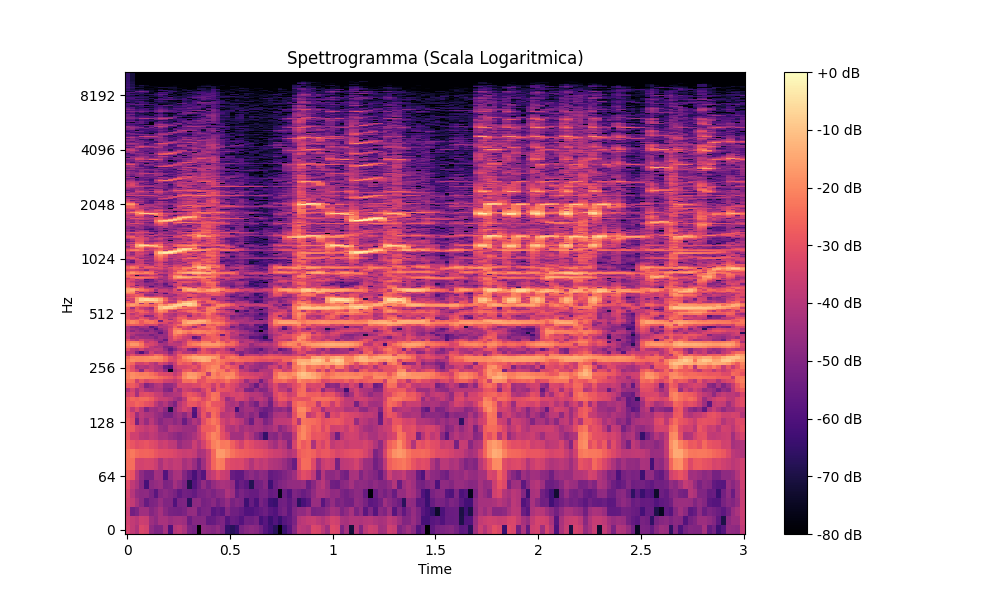 Spettrogramma (Scala Logaritmica)
Hz
8192
4096
2048
1024
512
256
128
64
0
0 0.5 1 1.5 2 2.5 3
Time
+0 dB
-10 dB
-20 dB
-30 dB
-40 dB
-50 dB
-60 dB
-70 dB
-80 dB